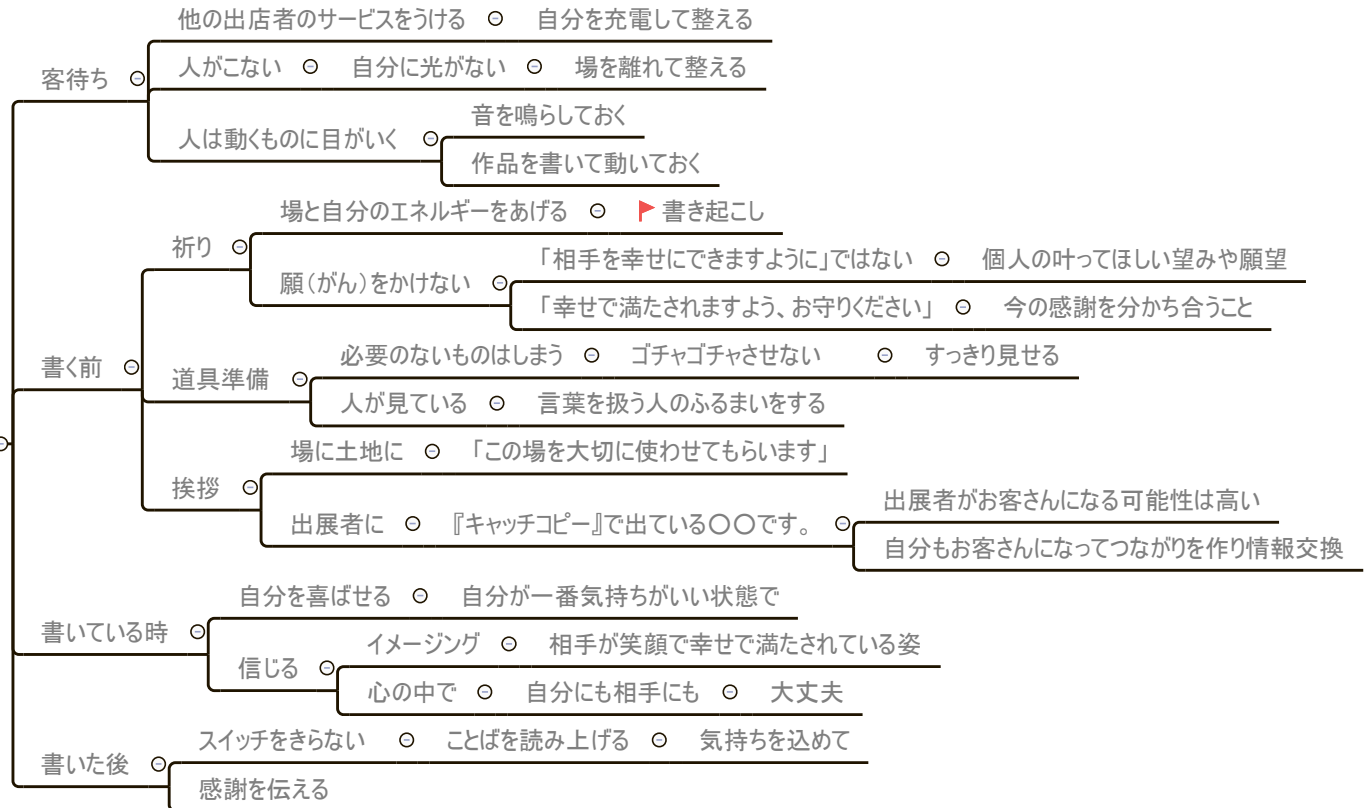 他の出店者のサービスをうける 自分を充電して整える
人がこない 自分に光がない 場を離れて整える
客待ち
音を鳴らしておく
人は動くものに目がいく
作品を書いて動いておく
場と自分のエネルギーをあげる 書き起こし
祈り
「相手を幸せにできますように」ではない 個人の叶ってほしい望みや願望
願（がん）をかけない
「幸せで満たされますよう、お守りください」 今の感謝を分かち合うこと
必要のないものはしまう ゴチャゴチャさせない すっきり見せる
書く前
道具準備
人が見ている 言葉を扱う人のふるまいをする
場に土地に 「この場を大切に使わせてもらいます」
挨拶
出展者がお客さんになる可能性は高い
出展者に 『キャッチコピー』で出ている〇〇です。
自分もお客さんになってつながりを作り情報交換
自分を喜ばせる 自分が一番気持ちがいい状態で
書いている時
イメージング 相手が笑顔で幸せで満たされている姿
信じる
心の中で 自分にも相手にも 大丈夫
スイッチをきらない ことばを読み上げる 気持ちを込めて
書いた後
感謝を伝える